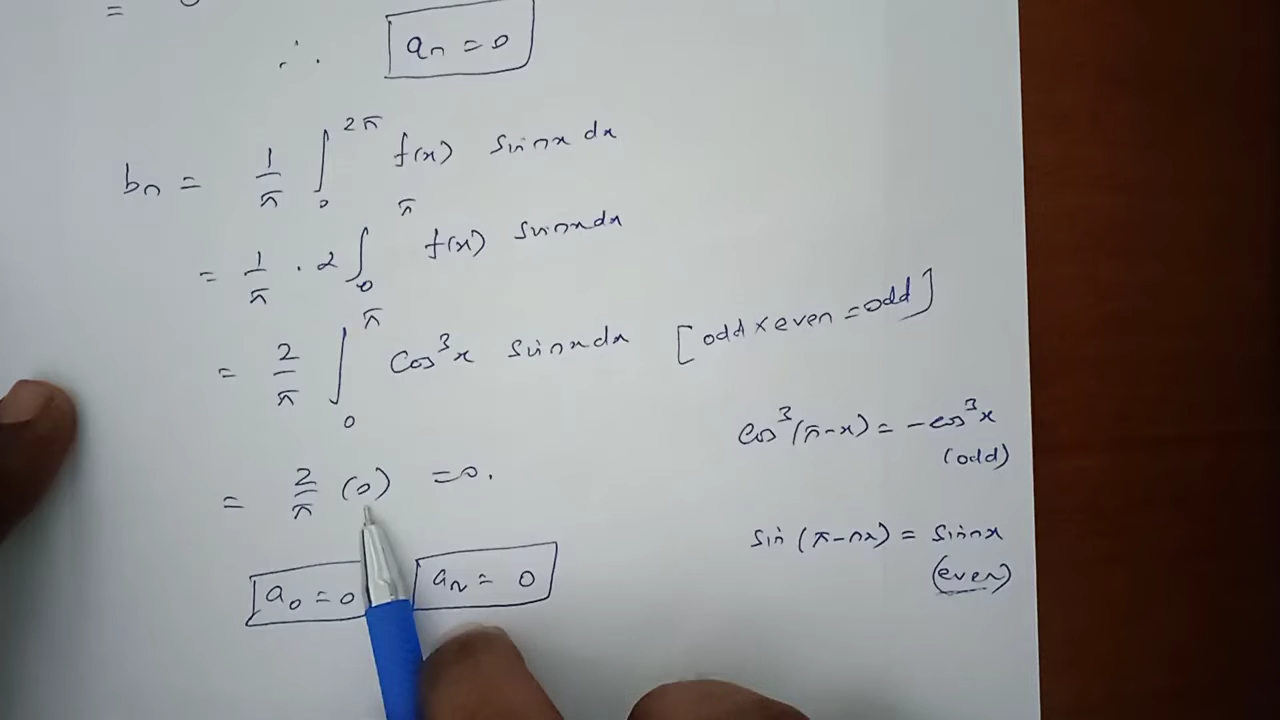 =
∴ aₙ = 0
bₙ = 1/π ∫₀^2π f(x) sin nx dx
= 1/π · 2 ∫₀^π f(x) sin nx dx
= 2/π ∫₀^π cos³x sin nx dx [odd × even = odd]
cos³(π-x) = -cos³x
(odd)
= 2/π (0) = 0.
sin (π-nx) = sin nx
(even)
a₀ = 0 aₙ = 0